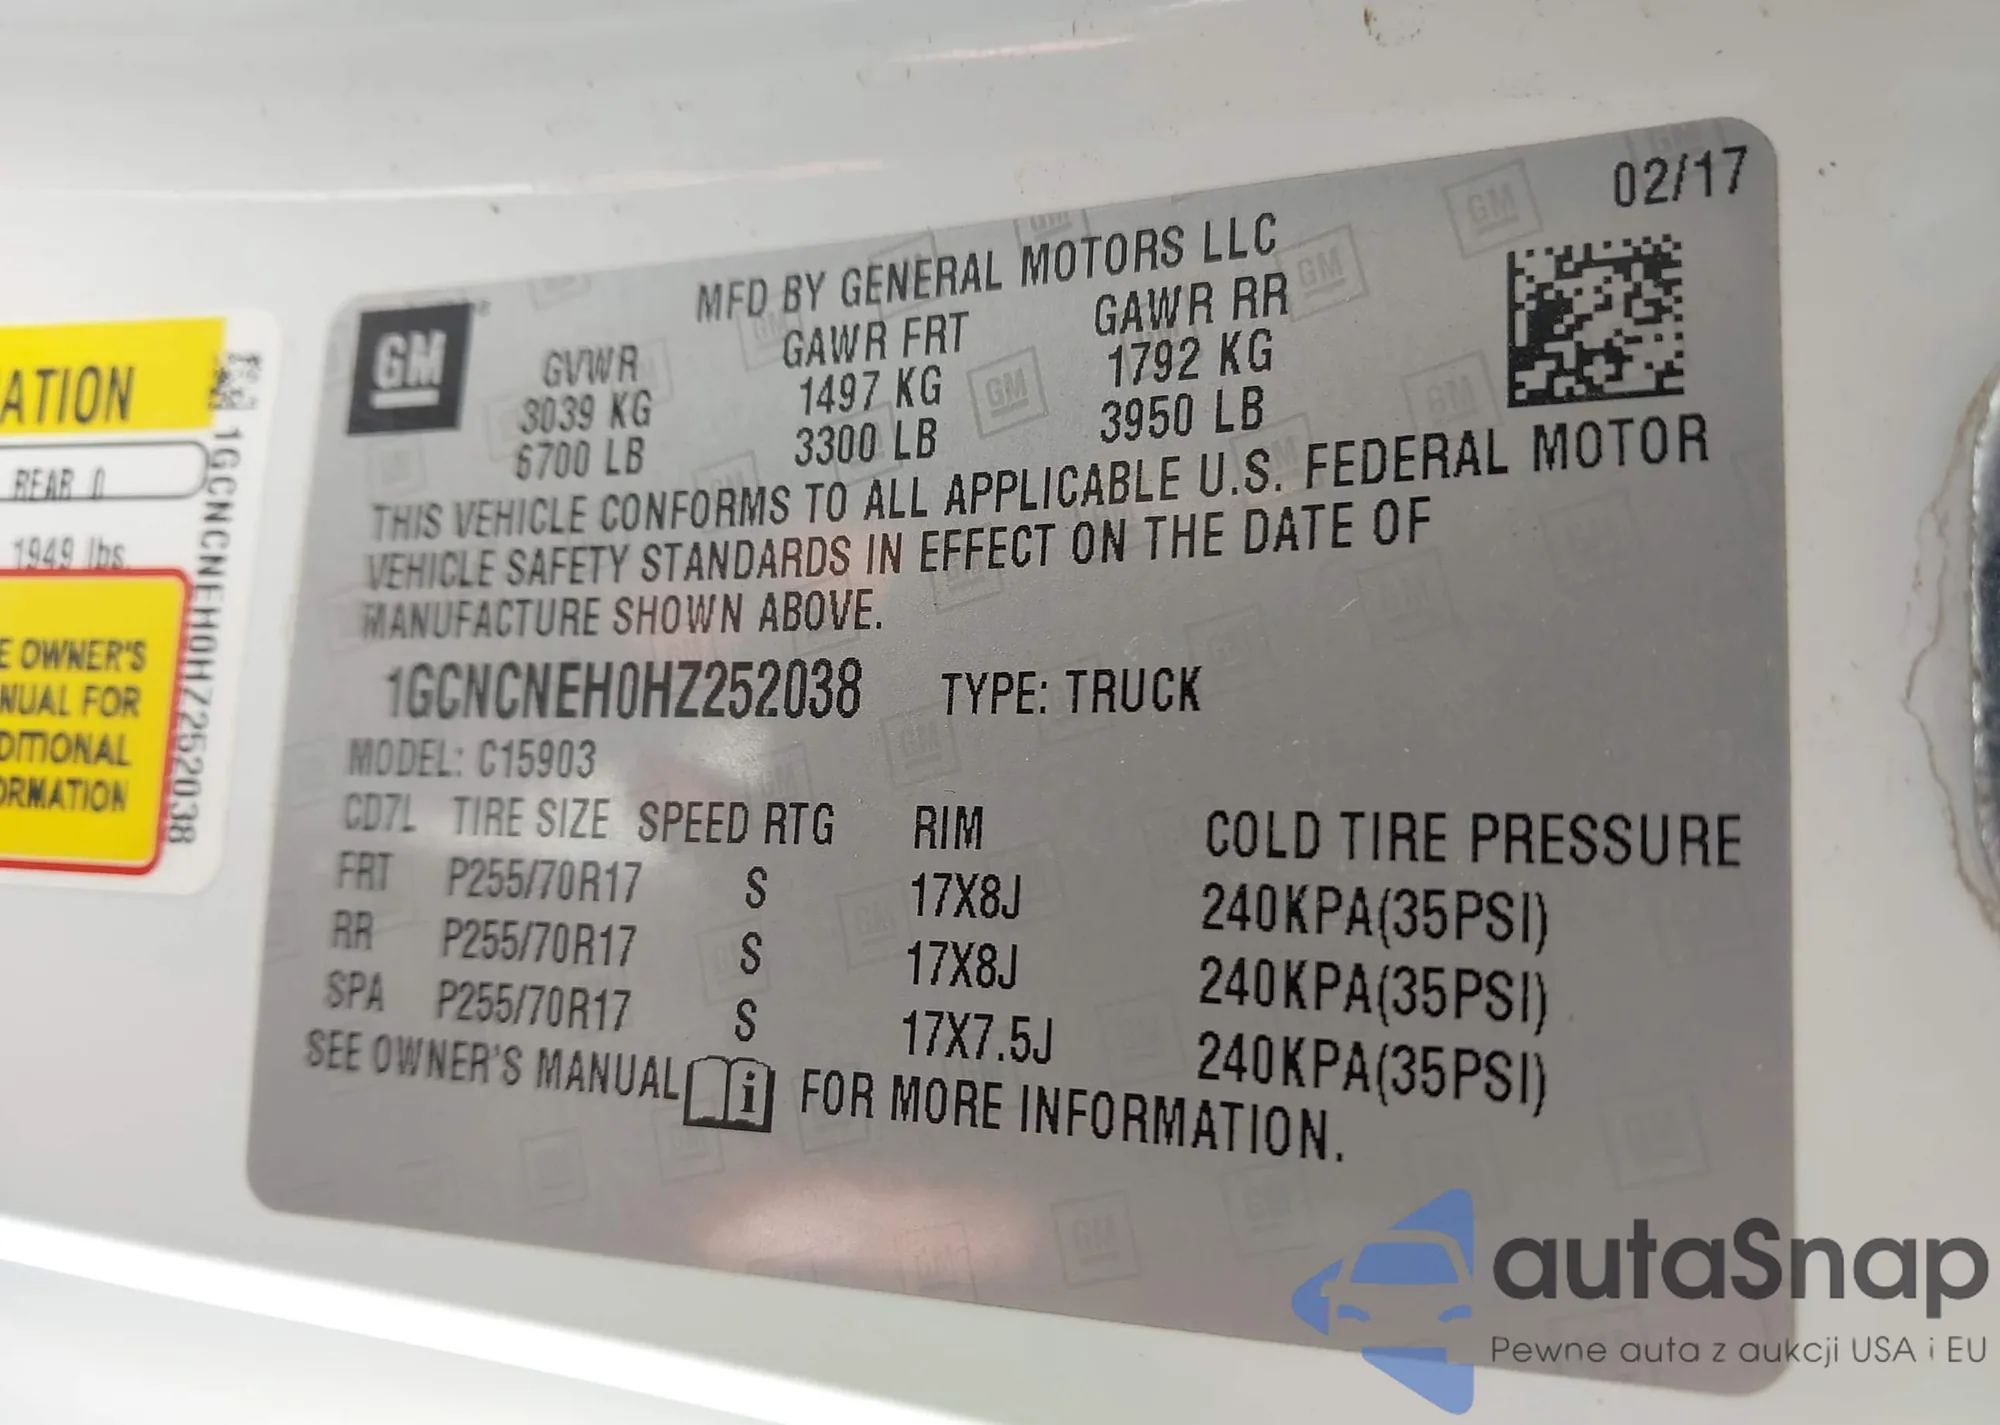 02/17
MFD BY GENERAL MOTORS LLC
GM
GVWR GAWR FRT GAWR RR
3039 KG 1497 KG 1792 KG
6700 LB 3300 LB 3950 LB
THIS VEHICLE CONFORMS TO ALL APPLICABLE U.S. FEDERAL MOTOR
VEHICLE SAFETY STANDARDS IN EFFECT ON THE DATE OF
MANUFACTURE SHOWN ABOVE.
1GCNCNEH0HZ252038 TYPE: TRUCK
MODEL: C15903
CD7L TIRE SIZE SPEED RTG RIM COLD TIRE PRESSURE
FRT P255/70R17 S 17X8J 240KPA(35PSI)
RR P255/70R17 S 17X8J 240KPA(35PSI)
SPA P255/70R17 S 17X7.5J 240KPA(35PSI)
SEE OWNER'S MANUAL i FOR MORE INFORMATION.
ATION
REAR 0
1949 lbs.
E OWNER'S
NUAL FOR
DITIONAL
ORMATION
1GCNCNEH0HZ252038
autaSnap
Pewne auta z aukcji USA i EU